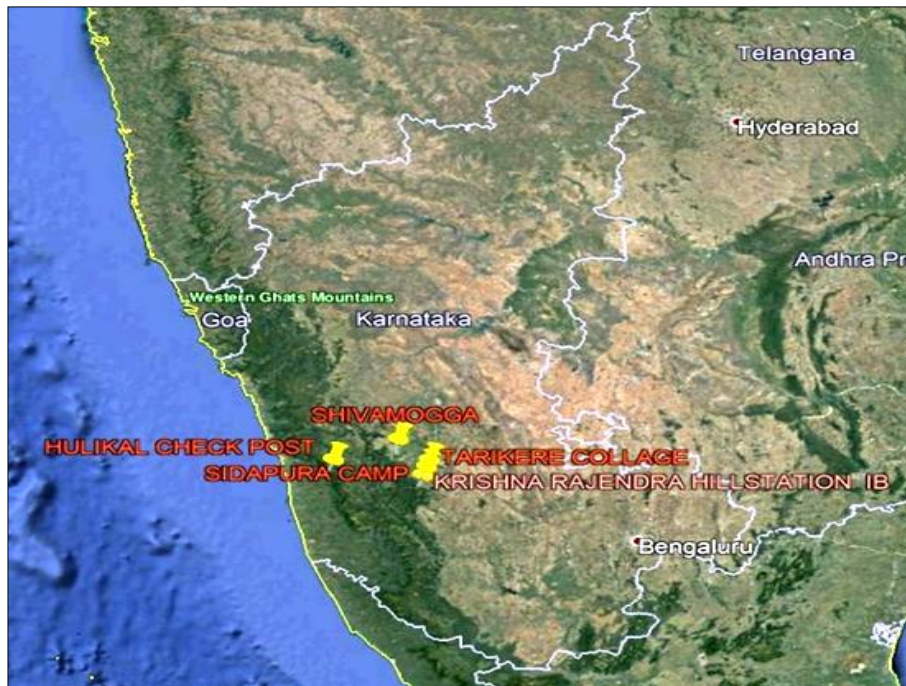 Telangana
Hyderabad
Andhra Pr
Western Ghats Mountains
Goa
Karnataka
SHIVAMOGGA
HULIKAL CHECK POST
TARIKERE COLLAGE
SIDAPURA CAMP
KRISHNA RAJENDRA HILLSTATION IB
Bengaluru